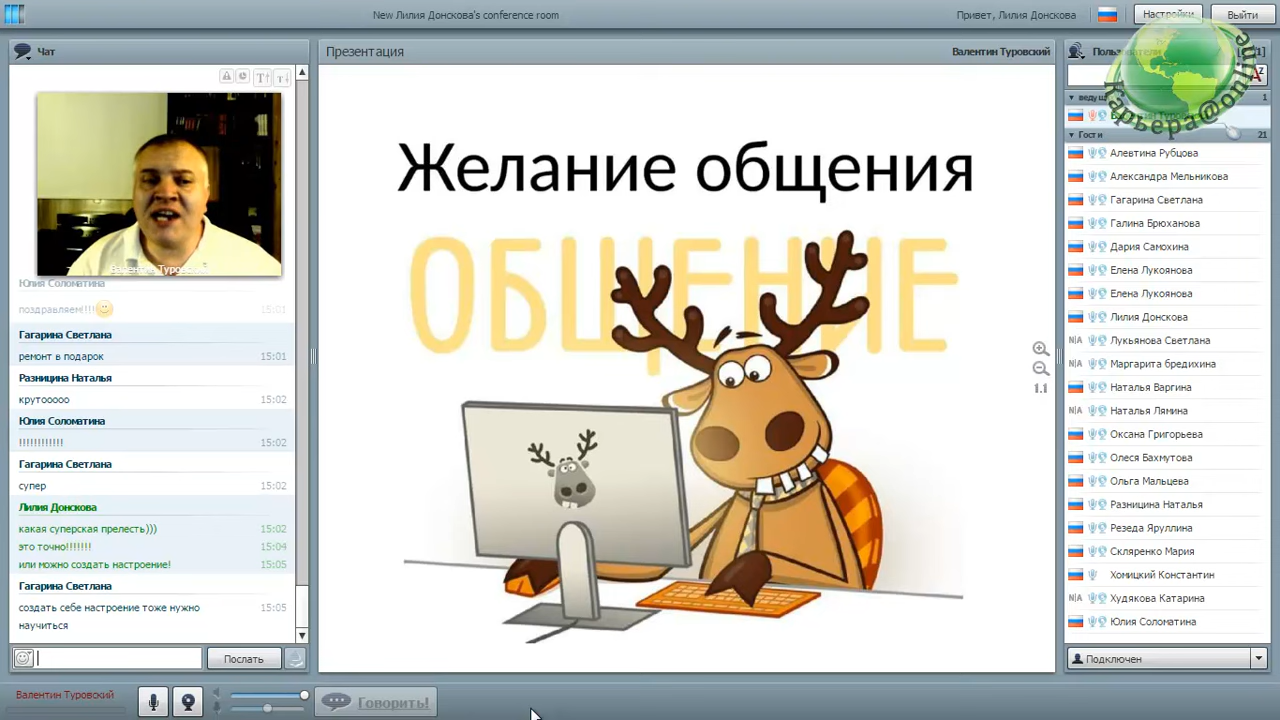 New Лилия Донскова's conference room
Привет, Лилия Донскова
Настройки
Выйти
Чат
Валентин Туровский
Юлия Соломатина
поздравляем!!!! 15:01
Гагарина Светлана
ремонт в подарок 15:01
Разницина Наталья
крутооооо 15:02
Юлия Соломатина
!!!!!!!!!!!! 15:02
Гагарина Светлана
супер 15:02
Лилия Донскова
какая суперская прелесть))) 15:02
это точно!!!!!!! 15:04
или можно создать настроение! 15:05
Гагарина Светлана
создать себе настроение тоже нужно 15:05
научиться
Послать
Валентин Туровский
Говорить!
Презентация
Валентин Туровский
Желание общения
ОБЩЕНИЕ
1.1
Карьера@online
1
Гости 21
Алевтина Рубцова
Александра Мельникова
Гагарина Светлана
Галина Брюханова
Дария Самохина
Елена Лукоянова
Елена Лукоянова
Лилия Донскова
N/A Лукьянова Светлана
N/A Маргарита бредихина
Наталья Варгина
N/A Наталья Лямина
Оксана Григорьева
Олеся Бахмутова
Ольга Мальцева
Разницина Наталья
Резеда Яруллина
Скляренко Мария
Хомицкий Константин
N/A Худякова Катарина
Юлия Соломатина
Подключен